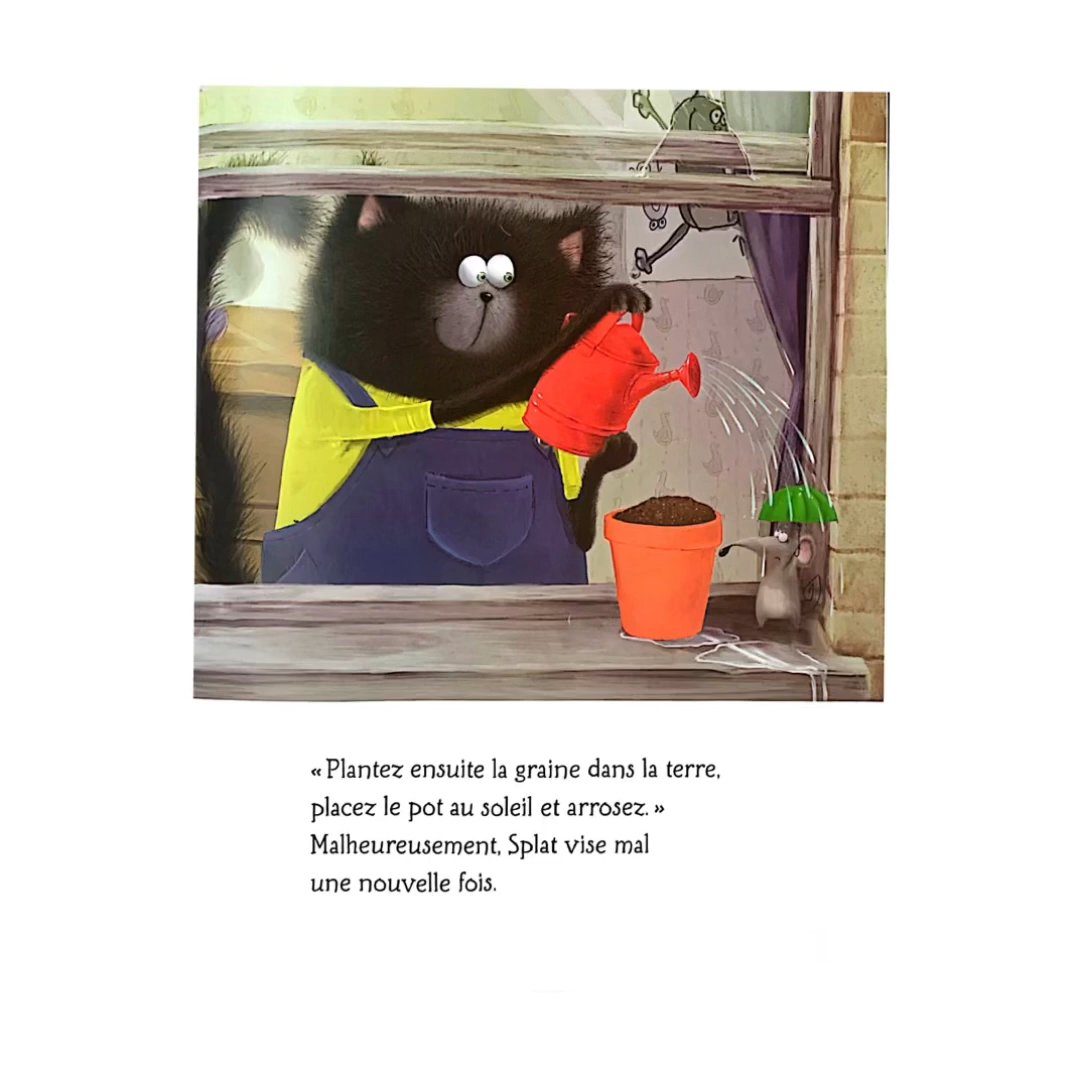 « Plantez ensuite la graine dans la terre,
placez le pot au soleil et arrosez. »
Malheureusement, Splat vise mal
une nouvelle fois.